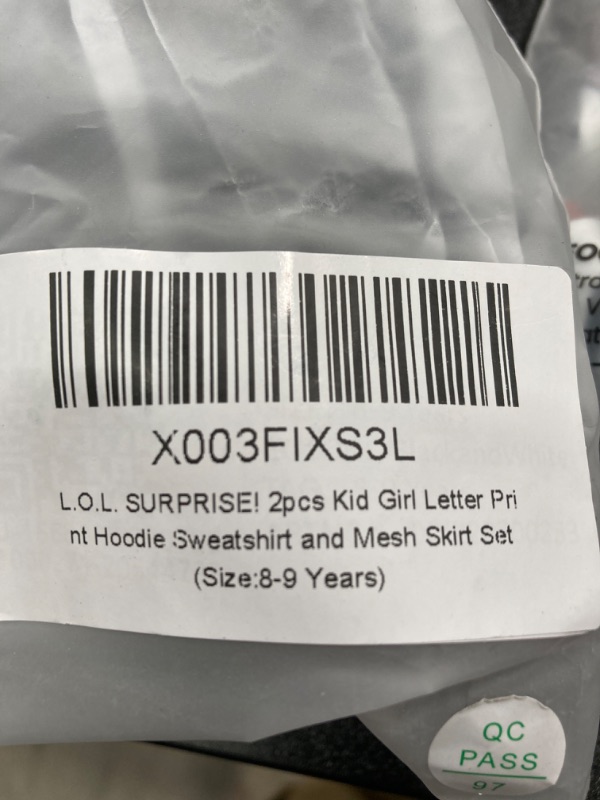 X003FIXS3L
L.O.L. SURPRISE! 2pcs Kid Girl Letter Pri
nt Hoodie Sweatshirt and Mesh Skirt Set
(Size:8-9 Years)
QC
PASS
97